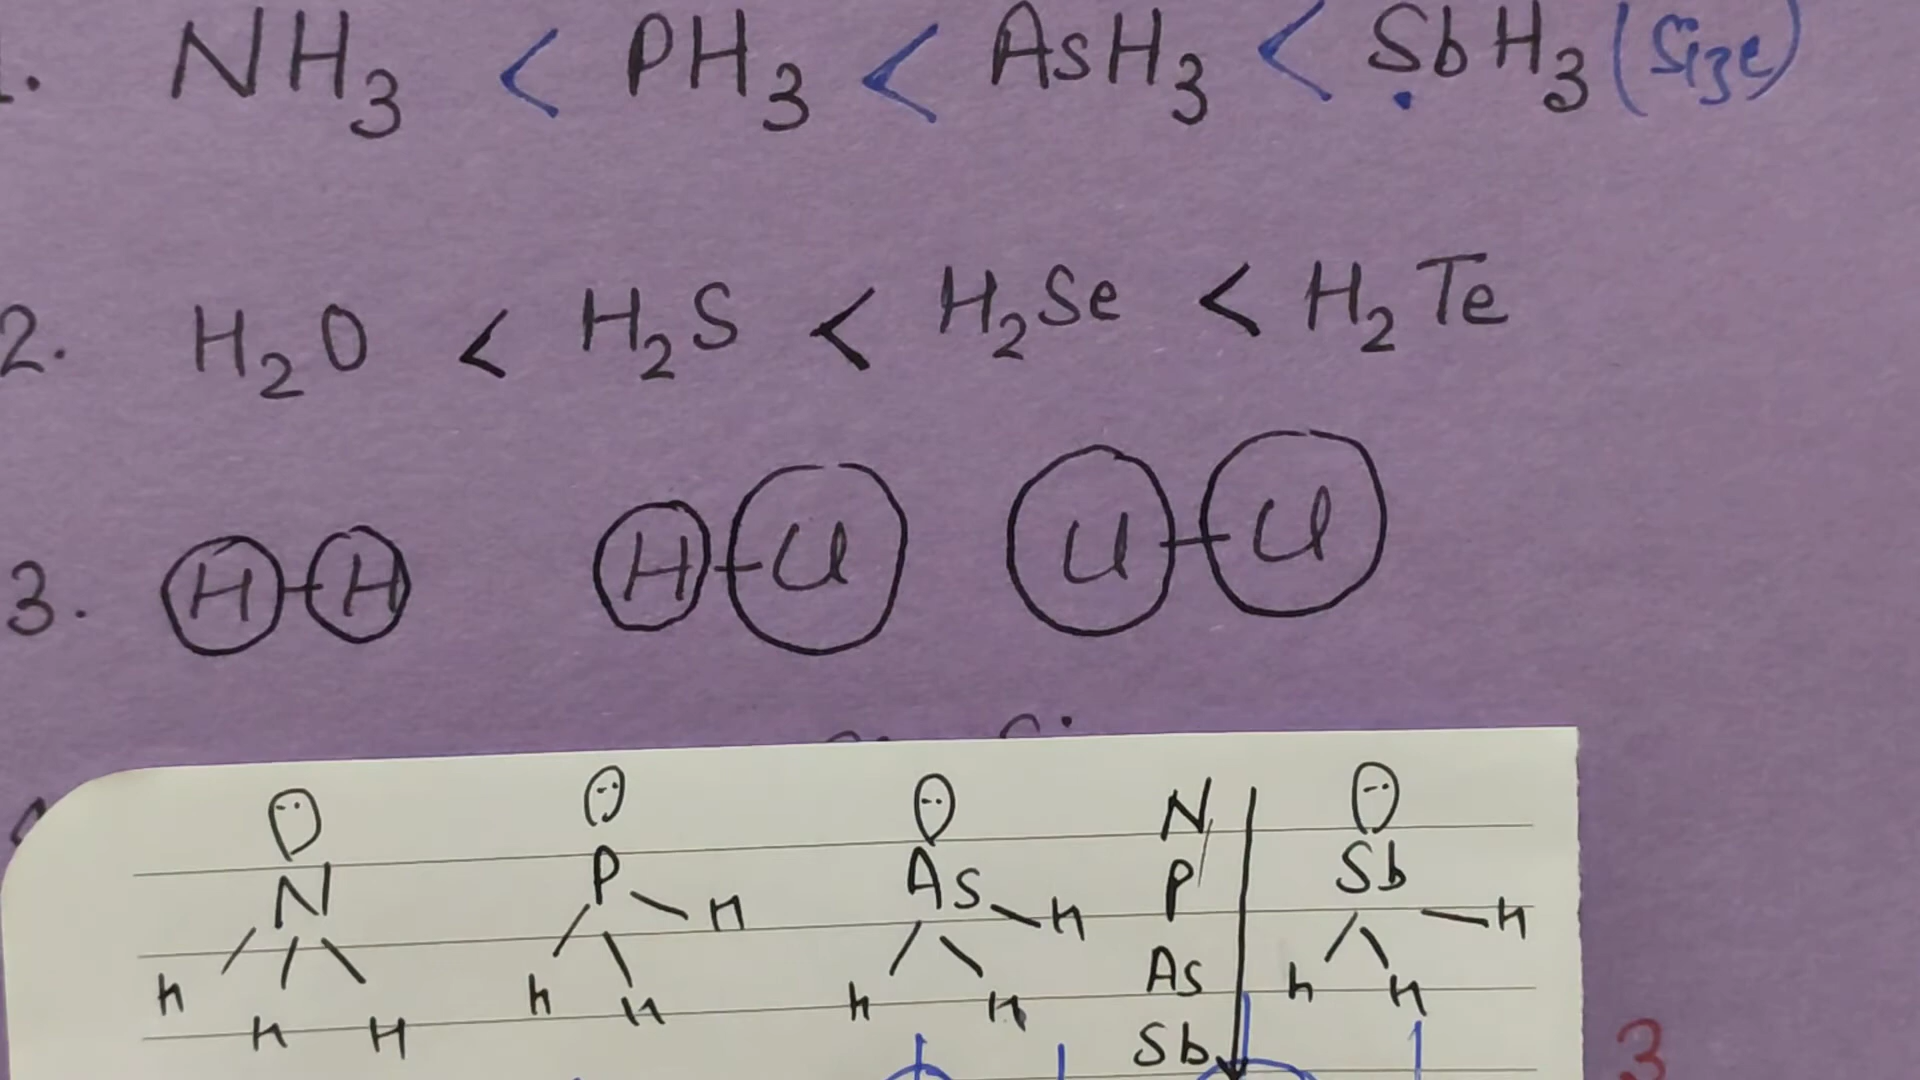 1. NH3 < PH3 < AsH3 < SbH3 (Size)
2. H2O < H2S < H2Se < H2Te
3. H-H H-Cl Cl-Cl
N P As N Sb
P
H H H H
As
H H H H H H H
H H
Sb
3